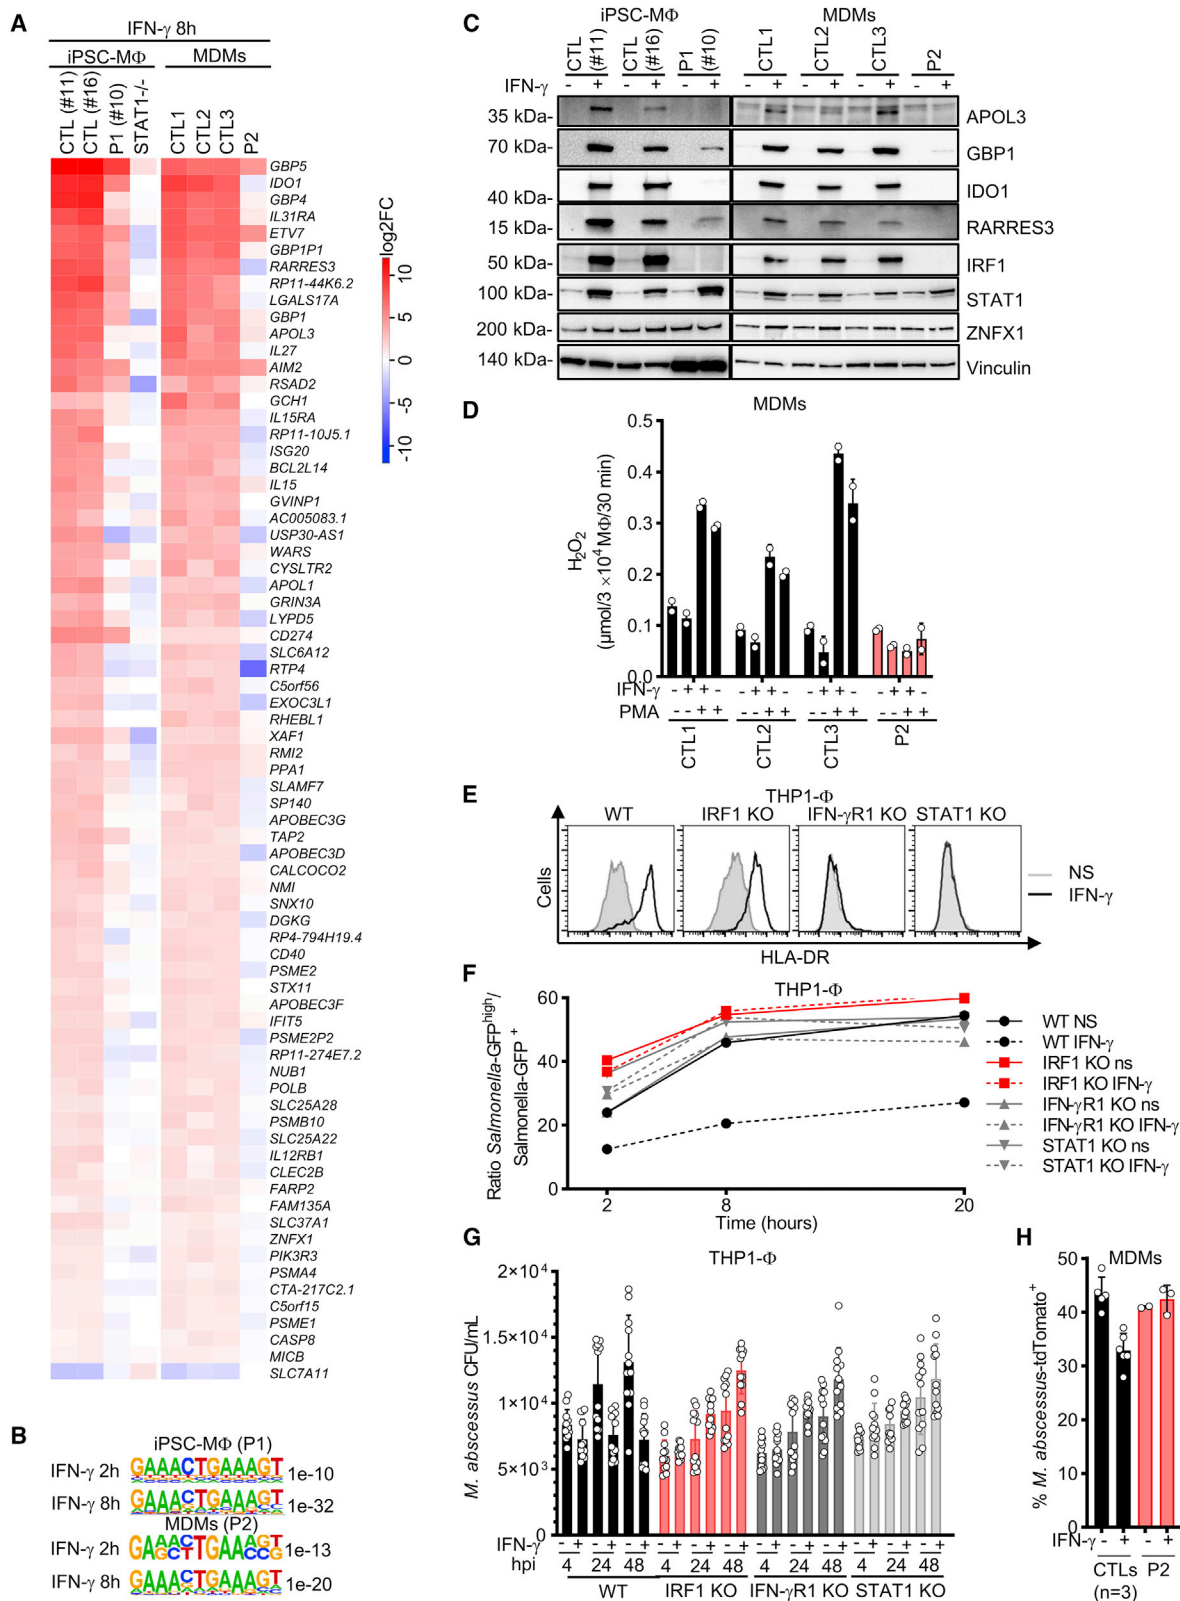 A
IFN-γ 8h
iPSC-MΦ
MDMs
CTL (#11)
CTL (#16)
P1 (#10)
STAT1-/-
CTL1
CTL2
CTL3
P2
GBP5
IDO1
GBP4
IL31RA
ETV7
GBP1P1
RARRES3
RP11-44K6.2
LGALS17A
GBP1
APOL3
IL27
AIM2
RSAD2
GCH1
IL15RA
RP11-10J5.1
ISG20
BCL2L14
IL15
GVINP1
AC005083.1
USP30-AS1
WARS
CYSLTR2
APOL1
GRIN3A
LYPD5
CD274
SLC6A12
RTP4
C5orf56
EXOC3L1
RHEBL1
XAF1
RMI2
PPA1
SLAMF7
SP140
APOBEC3G
TAP2
APOBEC3D
CALCOCO2
NMI
SNX10
DGKG
RP4-794H19.4
CD40
PSME2
STX11
APOBEC3F
IFIT5
PSME2P2
RP11-274E7.2
NUB1
POLB
SLC25A28
PSMB10
SLC25A22
IL12RB1
CLEC2B
FARP2
FAM135A
SLC37A1
ZNFX1
PIK3R3
PSMA4
CTA-217C2.1
C5orf15
PSME1
CASP8
MICB
SLC7A11
log2FC
10
5
0
-5
-10
B
iPSC-MΦ (P1)
IFN-γ 2h GAAACTGAAAGT 1e-10
IFN-γ 8h GAAACTGAAAGT 1e-32
MDMs (P2)
IFN-γ 2h 1e-13
IFN-γ 8h GAAACTGAAAGT 1e-20
C
iPSC-MΦ
MDMs
CTL (#11)
CTL (#16)
P1 (#10)
CTL1
CTL2
CTL3
P2
IFN-γ - + - + - + - + - + - + - +
35 kDa- APOL3
70 kDa- GBP1
40 kDa- IDO1
15 kDa- RARRES3
50 kDa- IRF1
100 kDa- STAT1
200 kDa- ZNFX1
140 kDa- Vinculin
D
MDMs
H2O2
(μmol/3 ×10⁴ MΦ/30 min)
0.5
0.4
0.3
0.2
0.1
0.0
IFN-γ - + + - - + + - - + + - - + + -
PMA - - + + - - + + - - + + - - + +
CTL1
CTL2
CTL3
P2
E
THP1-Φ
WT
IRF1 KO
IFN-γR1 KO
STAT1 KO
Cells
HLA-DR
NS
IFN-γ
F
THP1-Φ
Ratio Salmonella-GFPhigh/
Salmonella-GFP+
60
40
20
0
2
8
20
Time (hours)
WT NS
WT IFN-γ
IRF1 KO ns
IRF1 KO IFN-γ
IFN-γR1 KO ns
IFN-γR1 KO IFN-γ
STAT1 KO ns
STAT1 KO IFN-γ
G
THP1-Φ
M. abscessus CFU/mL
2×10⁴
1.5×10⁴
1×10⁴
5×10³
0
IFN-γ - + - + - + - + - + - + - + - + - + - + - + - +
hpi 4 24 48 4 24 48 4 24 48 4 24 48
WT
IRF1 KO
IFN-γR1 KO
STAT1 KO
H
MDMs
% M. abscessus-tdTomato+
50
40
30
20
10
0
IFN-γ - + - +
CTLs
(n=3)
P2